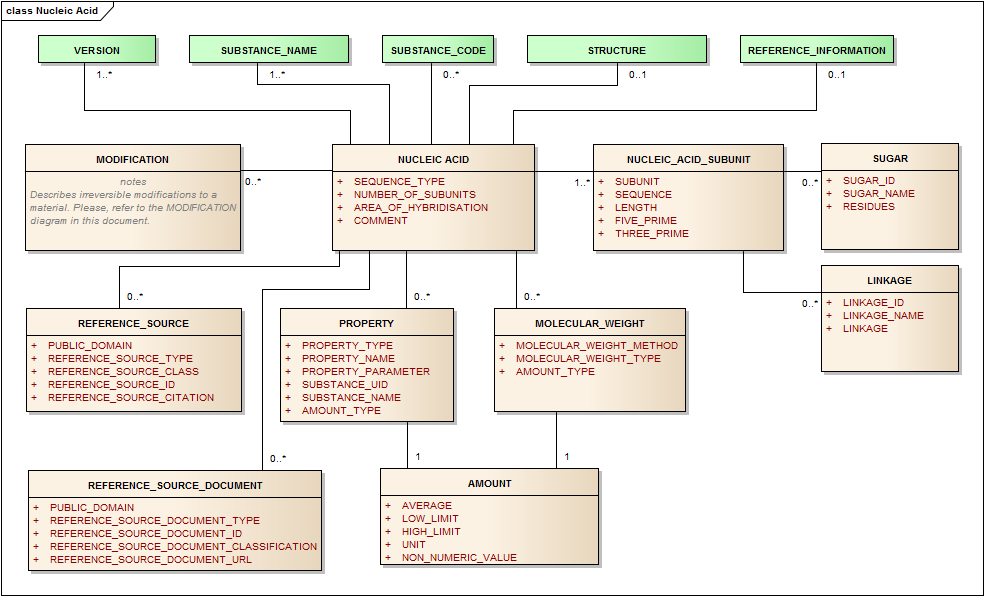 class Nucleic Acid
VERSION
SUBSTANCE_NAME
SUBSTANCE_CODE
STRUCTURE
REFERENCE_INFORMATION
1..*
1..*
0..*
0..1
0..1
MODIFICATION
notes
Describes irreversible modifications to a
material. Please, refer to the MODIFICATION
diagram in this document.
0..*
NUCLEIC ACID
+ SEQUENCE_TYPE
+ NUMBER_OF_SUBUNITS
+ AREA_OF_HYBRIDISATION
+ COMMENT
1..*
NUCLEIC_ACID_SUBUNIT
+ SUBUNIT
+ SEQUENCE
+ LENGTH
+ FIVE_PRIME
+ THREE_PRIME
0..*
SUGAR
+ SUGAR_ID
+ SUGAR_NAME
+ RESIDUES
0..*
LINKAGE
+ LINKAGE_ID
+ LINKAGE_NAME
+ LINKAGE
0..*
REFERENCE_SOURCE
+ PUBLIC_DOMAIN
+ REFERENCE_SOURCE_TYPE
+ REFERENCE_SOURCE_CLASS
+ REFERENCE_SOURCE_ID
+ REFERENCE_SOURCE_CITATION
0..*
PROPERTY
+ PROPERTY_TYPE
+ PROPERTY_NAME
+ PROPERTY_PARAMETER
+ SUBSTANCE_UID
+ SUBSTANCE_NAME
+ AMOUNT_TYPE
0..*
MOLECULAR_WEIGHT
+ MOLECULAR_WEIGHT_METHOD
+ MOLECULAR_WEIGHT_TYPE
+ AMOUNT_TYPE
0..*
REFERENCE_SOURCE_DOCUMENT
+ PUBLIC_DOMAIN
+ REFERENCE_SOURCE_DOCUMENT_TYPE
+ REFERENCE_SOURCE_DOCUMENT_ID
+ REFERENCE_SOURCE_DOCUMENT_CLASSIFICATION
+ REFERENCE_SOURCE_DOCUMENT_URL
1
1
AMOUNT
+ AVERAGE
+ LOW_LIMIT
+ HIGH_LIMIT
+ UNIT
+ NON_NUMERIC_VALUE